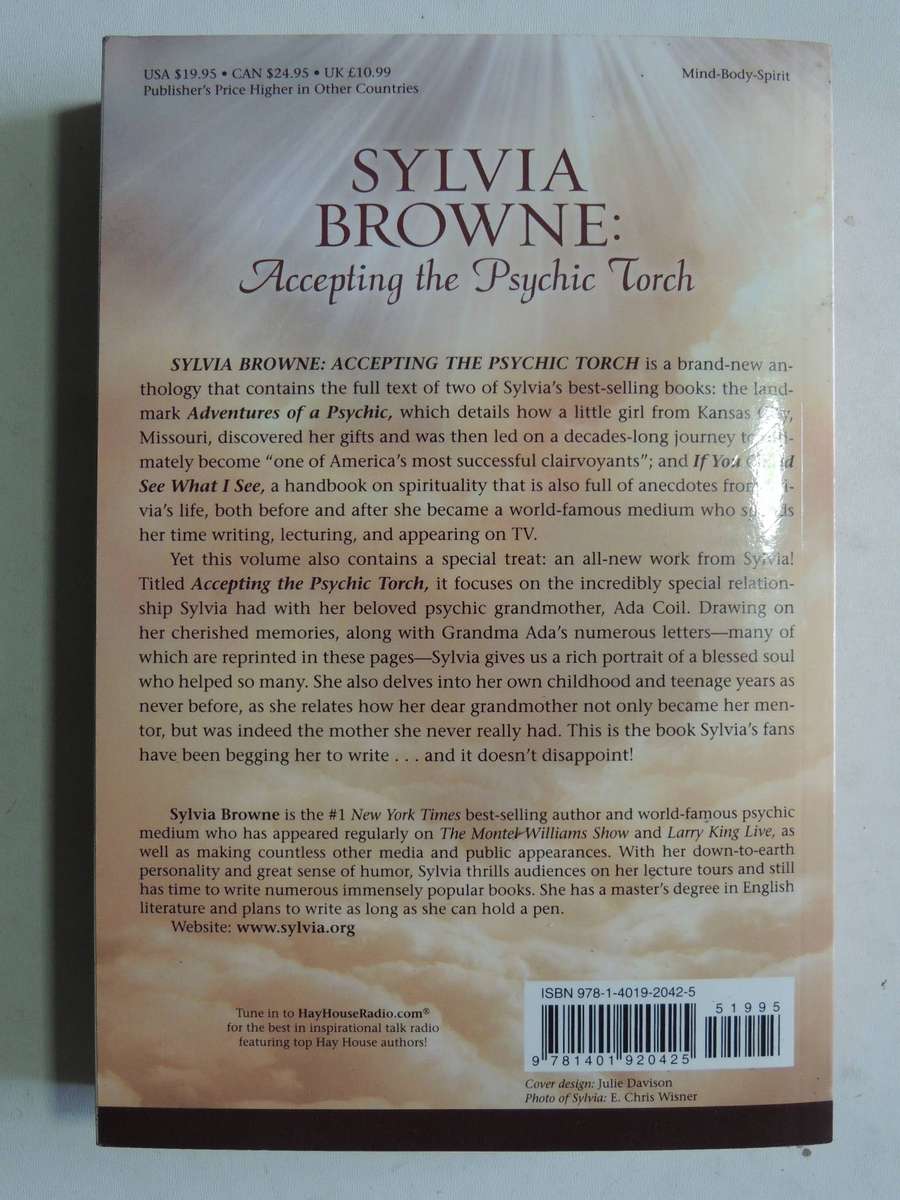 USA $19.95 • CAN $24.95 • UK £10.99
Publisher's Price Higher in Other Countries
Mind-Body-Spirit
SYLVIA
BROWNE:
Accepting the Psychic Torch
SYLVIA BROWNE: ACCEPTING THE PSYCHIC TORCH is a brand-new an-
thology that contains the full text of two of Sylvia's best-selling books: the land-
mark Adventures of a Psychic, which details how a little girl from Kansas City,
Missouri, discovered her gifts and was then led on a decades-long journey to ulti-
mately become "one of America's most successful clairvoyants"; and If You Could
See What I See, a handbook on spirituality that is also full of anecdotes from Syl-
via's life, both before and after she became a world-famous medium who spends
her time writing, lecturing, and appearing on TV.
Yet this volume also contains a special treat: an all-new work from Sylvia!
Titled Accepting the Psychic Torch, it focuses on the incredibly special relation-
ship Sylvia had with her beloved psychic grandmother, Ada Coil. Drawing on
her cherished memories, along with Grandma Ada's numerous letters—many of
which are reprinted in these pages—Sylvia gives us a rich portrait of a blessed soul
who helped so many. She also delves into her own childhood and teenage years as
never before, as she relates how her dear grandmother not only became her men-
tor, but was indeed the mother she never really had. This is the book Sylvia's fans
have been begging her to write . . . and it doesn't disappoint!
Sylvia Browne is the #1 New York Times best-selling author and world-famous psychic
medium who has appeared regularly on The Montel Williams Show and Larry King Live, as
well as making countless other media and public appearances. With her down-to-earth
personality and great sense of humor, Sylvia thrills audiences on her lecture tours and still
has time to write numerous immensely popular books. She has a master's degree in English
literature and plans to write as long as she can hold a pen.
Website: www.sylvia.org
Tune in to HayHouseRadio.com®
for the best in inspirational talk radio
featuring top Hay House authors!
ISBN 978-1-4019-2042-5
51995
9 781401 920425
Cover design: Julie Davison
Photo of Sylvia: E. Chris Wisner